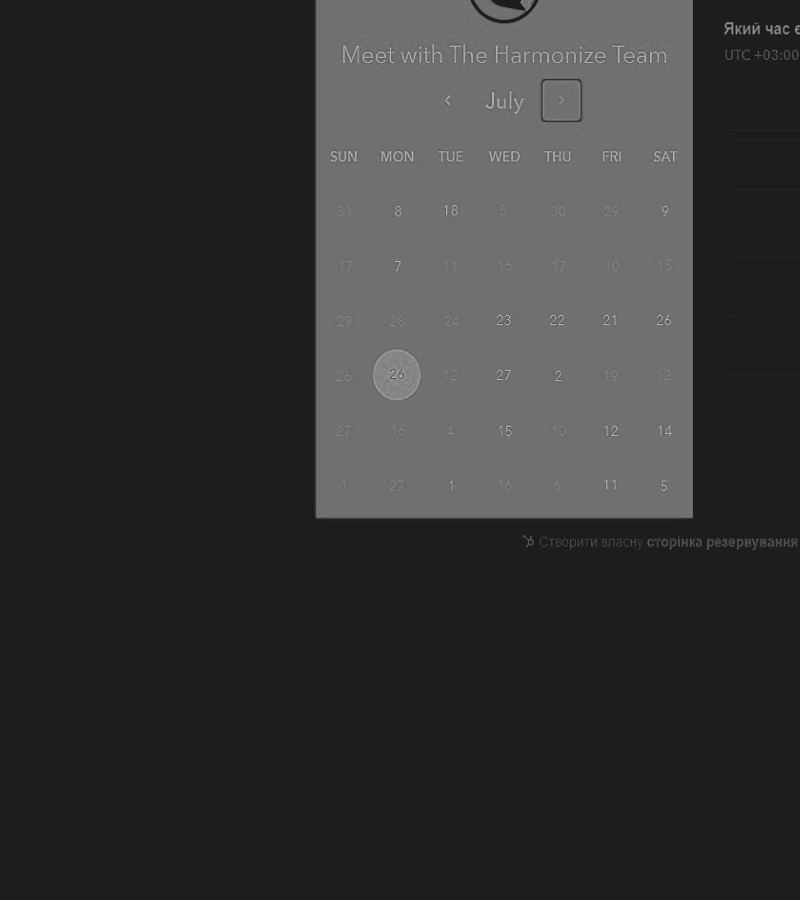 Який час є
Meet with The Harmonize Team
UTC +03:00
‹ July ›
SUN MON TUE WED THU FRI SAT
31 8 18 5 30 29 9
17 7 11 16 17 10 15
29 28 24 23 22 21 26
26 26 12 27 2 19 12
27 16 4 15 10 12 14
1 27 1 16 6 11 5
Створити власну сторінка резервування